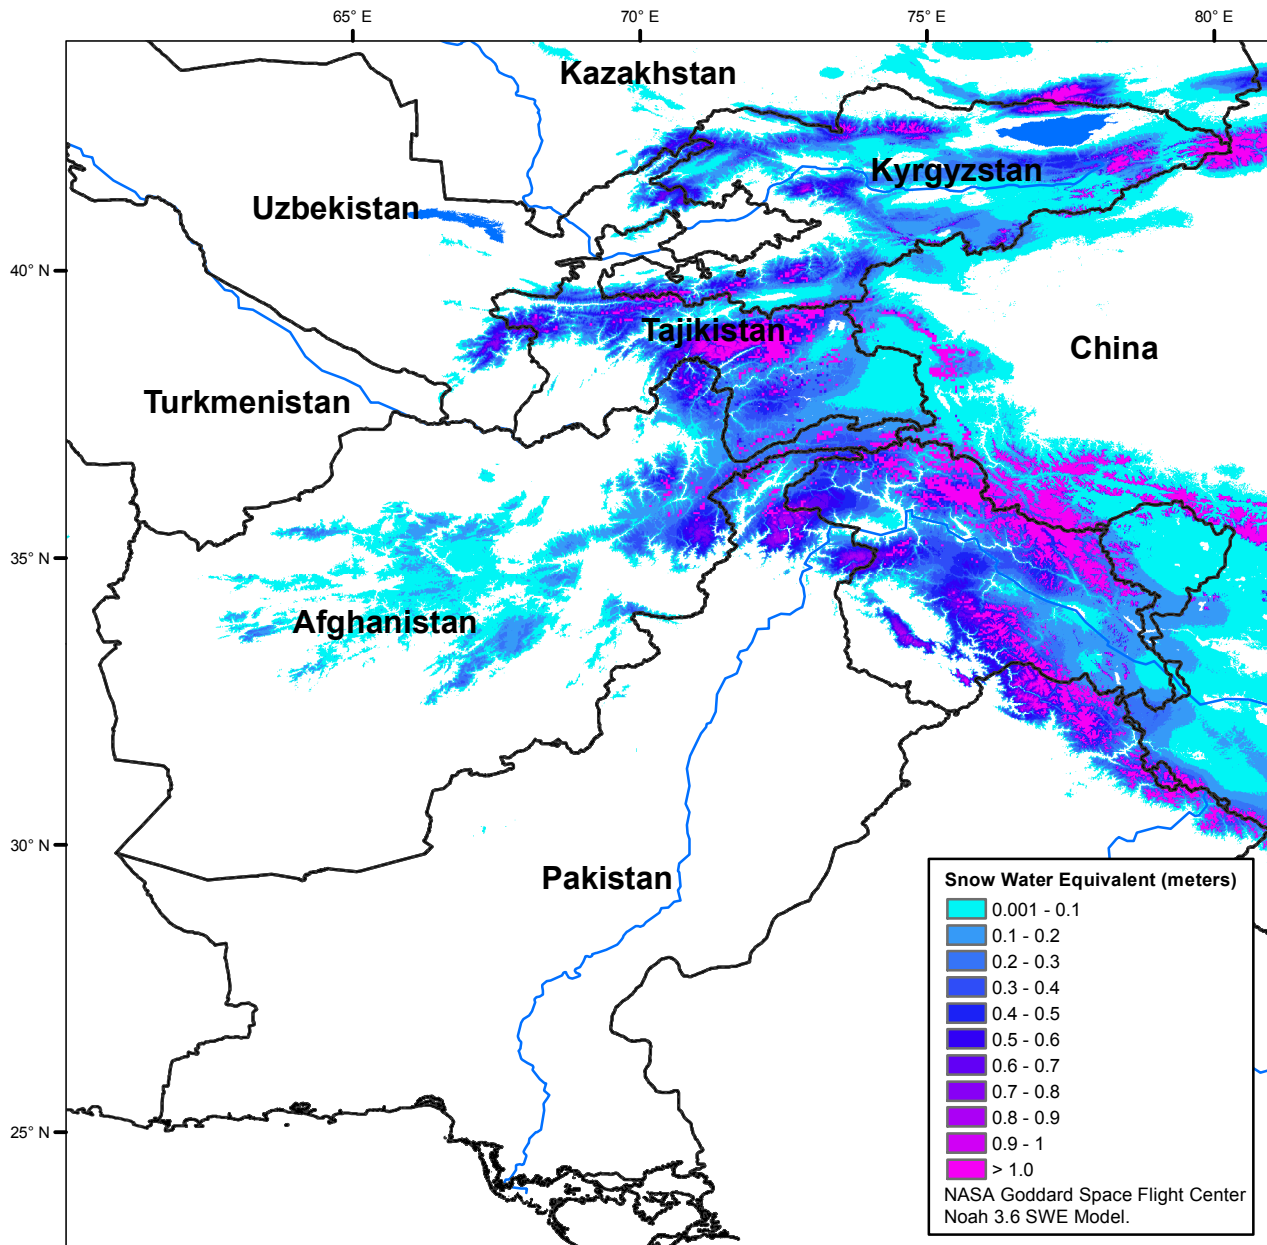 65° E
70° E
75° E
80° E
Kazakhstan
Kyrgyzstan
Uzbekistan
40° N
Tajikistan
China
Turkmenistan
35° N
Afghanistan
30° N
Pakistan
25° N
Snow Water Equivalent (meters)
0.001 - 0.1
0.1 - 0.2
0.2 - 0.3
0.3 - 0.4
0.4 - 0.5
0.5 - 0.6
0.6 - 0.7
0.7 - 0.8
0.8 - 0.9
0.9 - 1
> 1.0
NASA Goddard Space Flight Center
Noah 3.6 SWE Model.